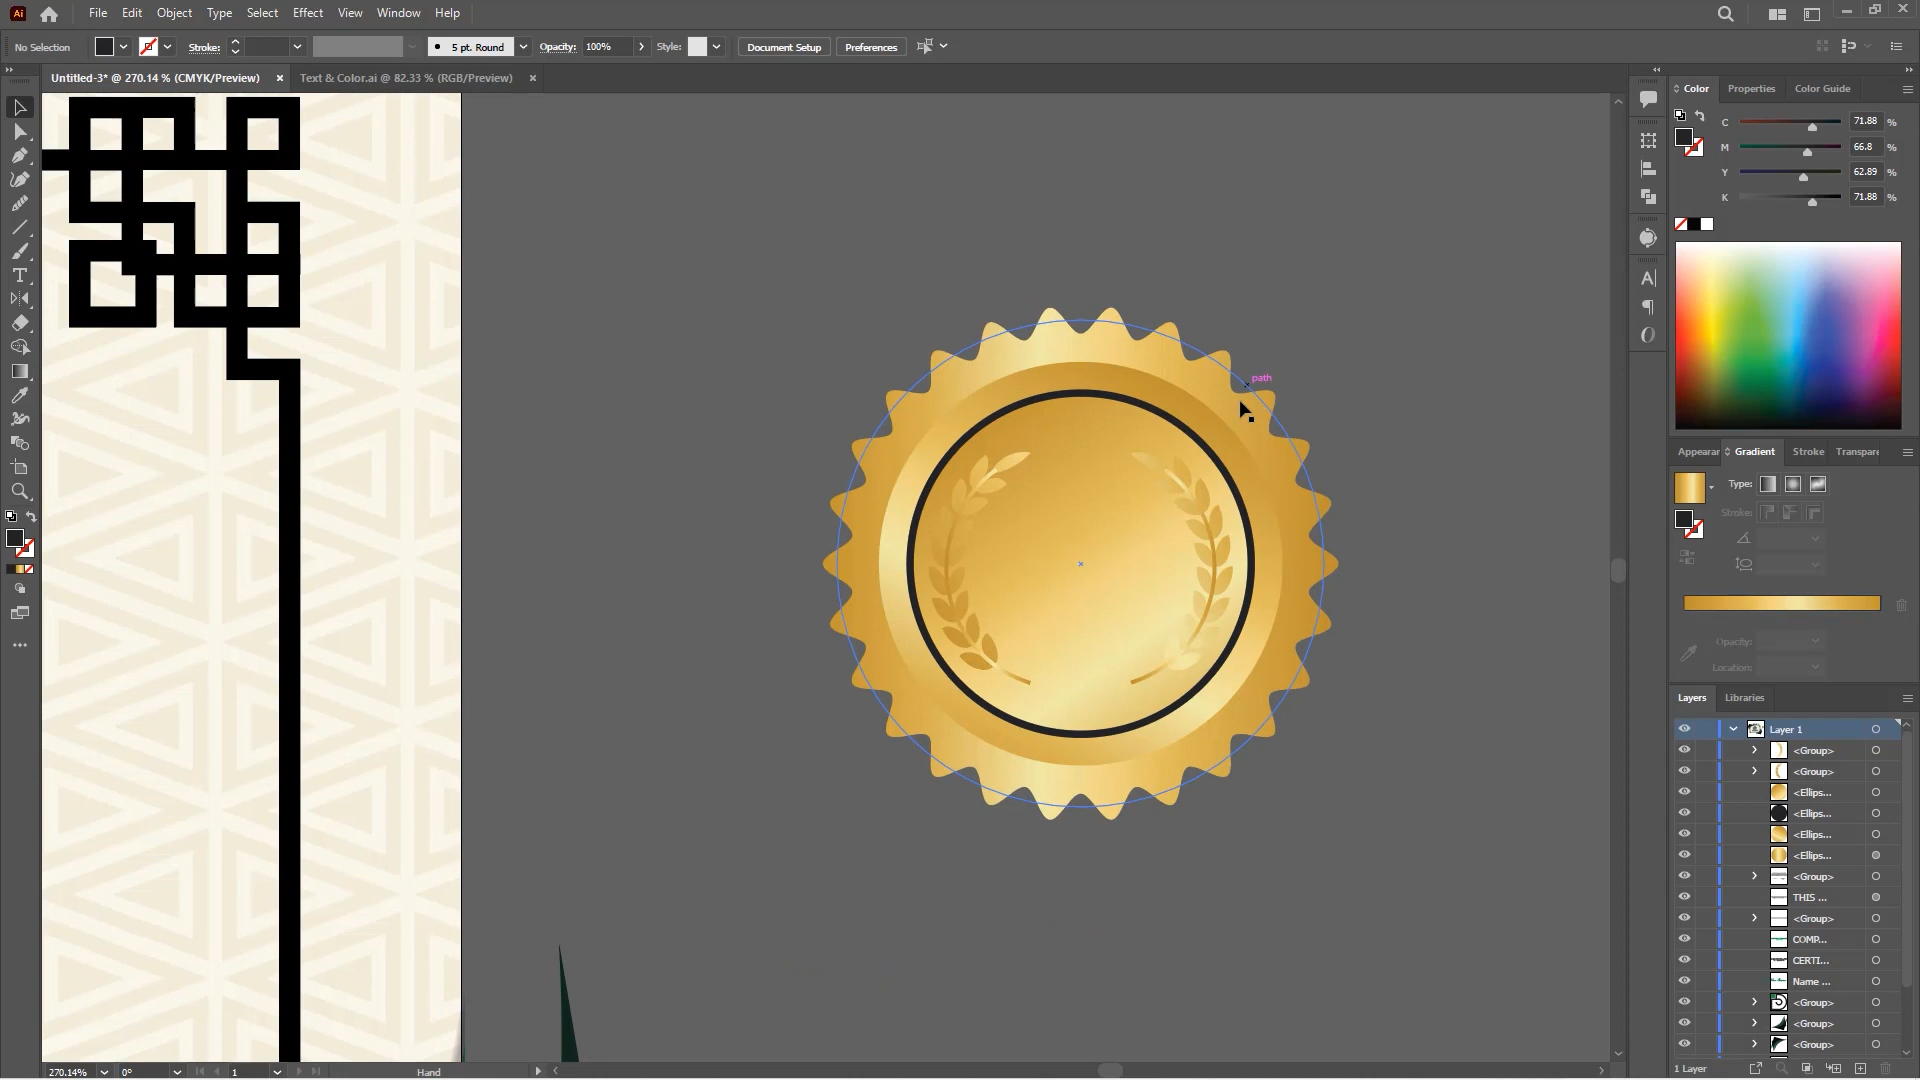 Ai File Edit Object Type Select Effect View Window Help
No Selection Stroke: 5 pt. Round Opacity: 100% Style: Document Setup Preferences
Untitled-3* @ 270.14 % (CMYK/Preview) × Text & Color.ai @ 82.33 % (RGB/Preview) ×
Color Properties Color Guide
C 71.88 %
M 66.8 %
Y 62.89 %
K 71.88 %
path
Appear Gradient Stroke Transpare
Type:
Stroke:
Opacity:
Location:
Layers Libraries
Layer 1
<Group>
<Group>
<Ellips...
<Ellips...
<Ellips...
<Ellips...
<Group>
THIS ...
<Group>
COMP...
CERTI...
Name ...
<Group>
<Group>
<Group>
1 Layer
270.14% 0° 1 Hand